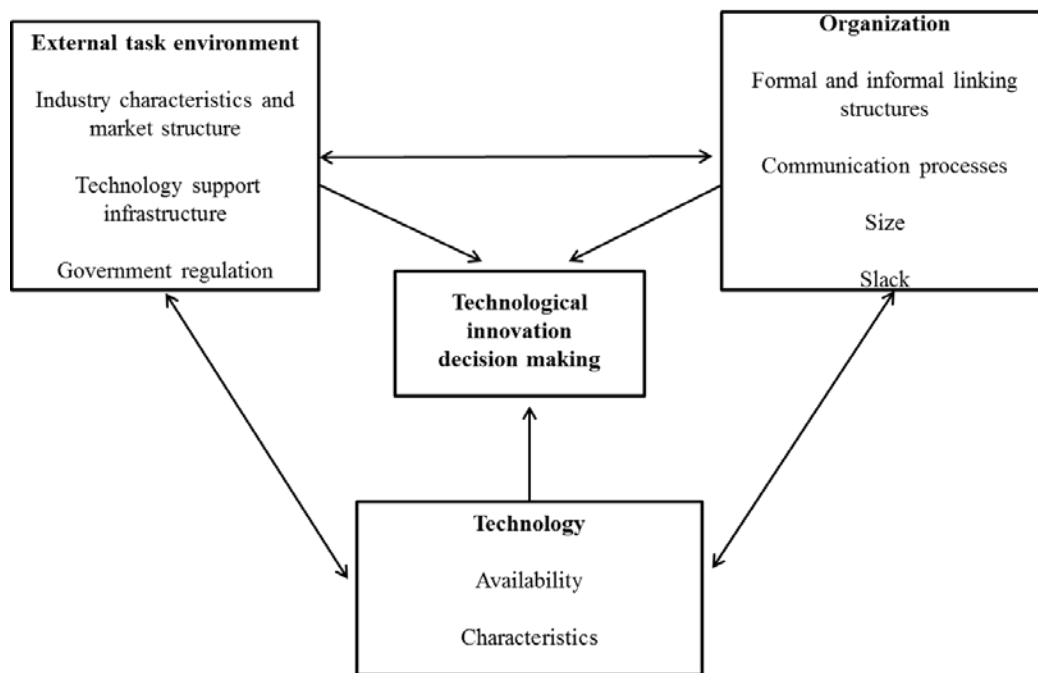 External task environment
Industry characteristics and
market structure
Technology support
infrastructure
Government regulation
Organization
Formal and informal linking
structures
Communication processes
Size
Slack
Technological
innovation
decision making
Technology
Availability
Characteristics